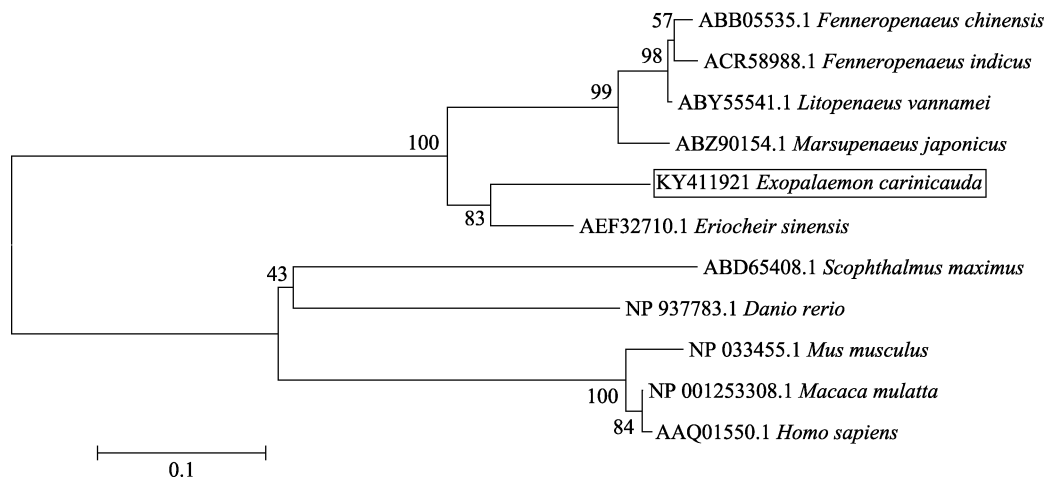 57
ABB05535.1 Fenneropenaeus chinensis
98
ACR58988.1 Fenneropenaeus indicus
99
ABY55541.1 Litopenaeus vannamei
100
ABZ90154.1 Marsupenaeus japonicus
KY411921 Exopalaemon carinicauda
83
AEF32710.1 Eriocheir sinensis
43
ABD65408.1 Scophthalmus maximus
NP 937783.1 Danio rerio
NP 033455.1 Mus musculus
100
NP 001253308.1 Macaca mulatta
84
AAQ01550.1 Homo sapiens
0.1